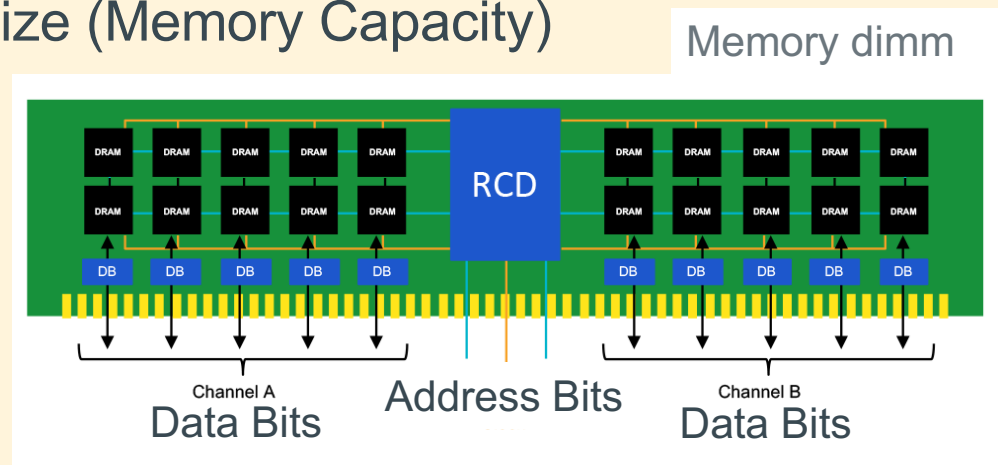 ize (Memory Capacity)
Memory dimm
DRAM DRAM DRAM DRAM DRAM DRAM DRAM DRAM DRAM DRAM
RCD
DRAM DRAM DRAM DRAM DRAM DRAM DRAM DRAM DRAM DRAM
DB DB DB DB DB DB DB DB DB DB
Channel A
Data Bits
Address Bits
Channel B
Data Bits